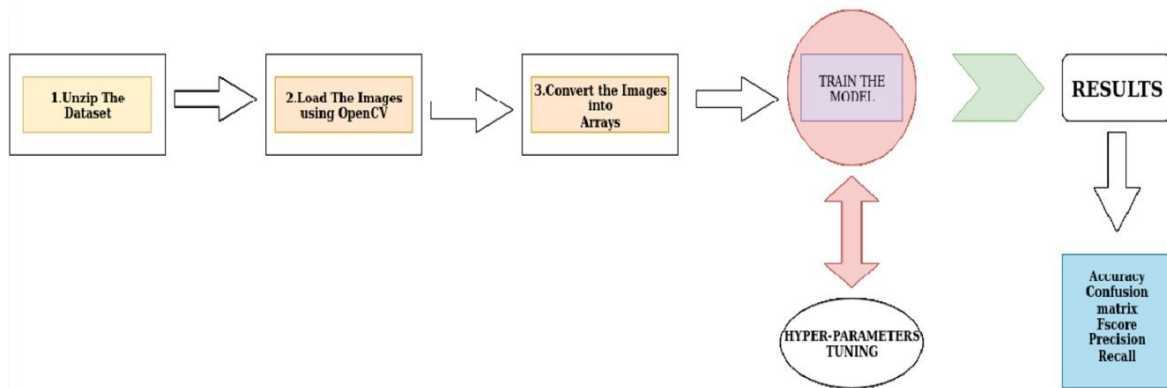 1.Unzip The
Dataset
2.Load The Images
using OpenCV
3.Convert the Images
into
Arrays
TRAIN THE
MODEL
RESULTS
HYPER-PARAMETERS
TUNING
Accuracy
Confusion
matrix
Fscore
Precision
Recall